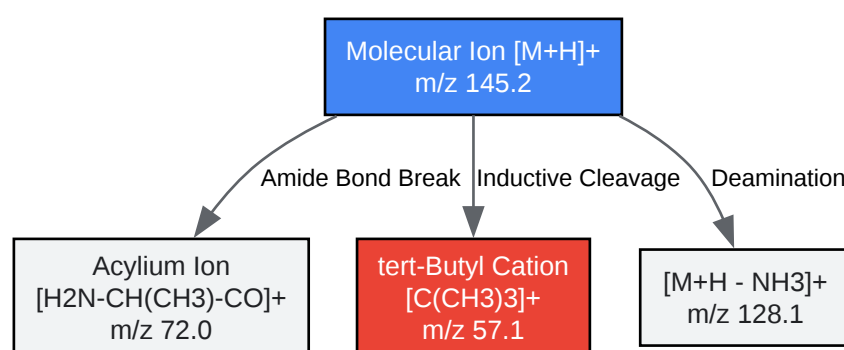 Molecular Ion [M+H]+
m/z 145.2
Amide Bond Break
Inductive Cleavage
Deamination
Acylium Ion
[H2N-CH(CH3)-CO]+
m/z 72.0
tert-Butyl Cation
[C(CH3)3]+
m/z 57.1
[M+H - NH3]+
m/z 128.1